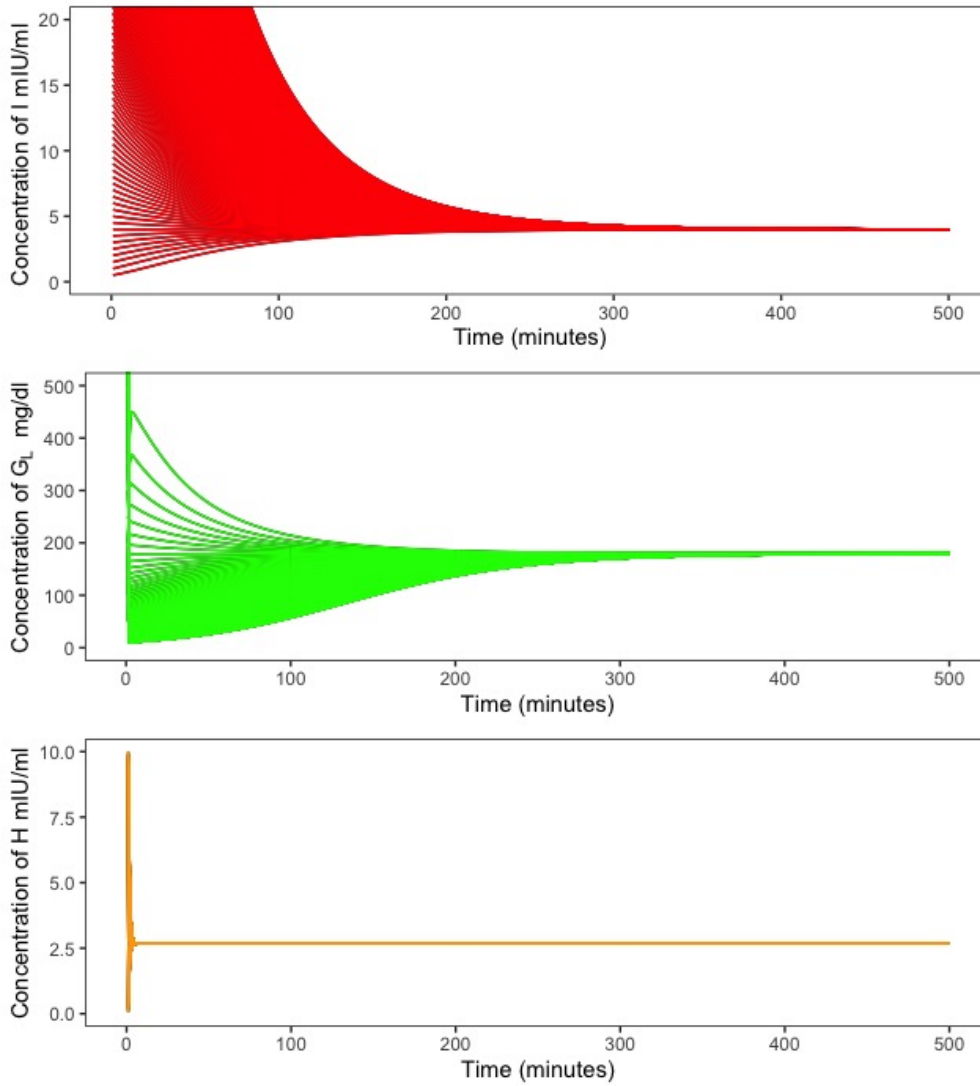 Concentration of I mIU/ml
20
15
10
5
0
0 100 200 300 400 500
Time (minutes)
Concentration of G_L mg/dl
500
400
300
200
100
0
0 100 200 300 400 500
Time (minutes)
Concentration of H mIU/ml
10.0
7.5
5.0
2.5
0.0
0 100 200 300 400 500
Time (minutes)